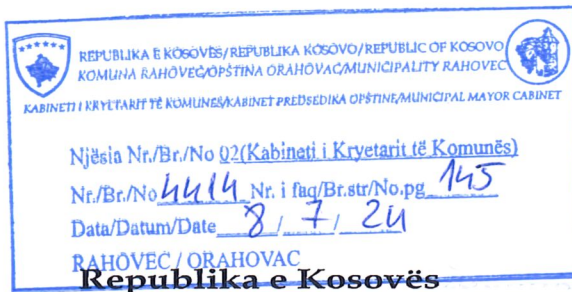 REPUBLIKA E KOSOVËS/REPUBLIKA KOSOVO/REPUBLIC OF KOSOVO
KOMUNA RAHOVEC/OPŠTINA ORAHOVAC/MUNICIPALITY RAHOVEC
KABINETI I KRYETARIT TË KOMUNËS/KABINET PREDSEDIKA OPŠTINE/MUNICIPAL MAYOR CABINET
Njësia Nr./Br./No 02(Kabineti i Kryetarit të Komunës)
Nr./Br./No 4414 Nr. i faq/Br.str/No.pg 145
Data/Datum/Date 8 / 7 / 24
RAHOVEC / ORAHOVAC
Republika e Kosovës